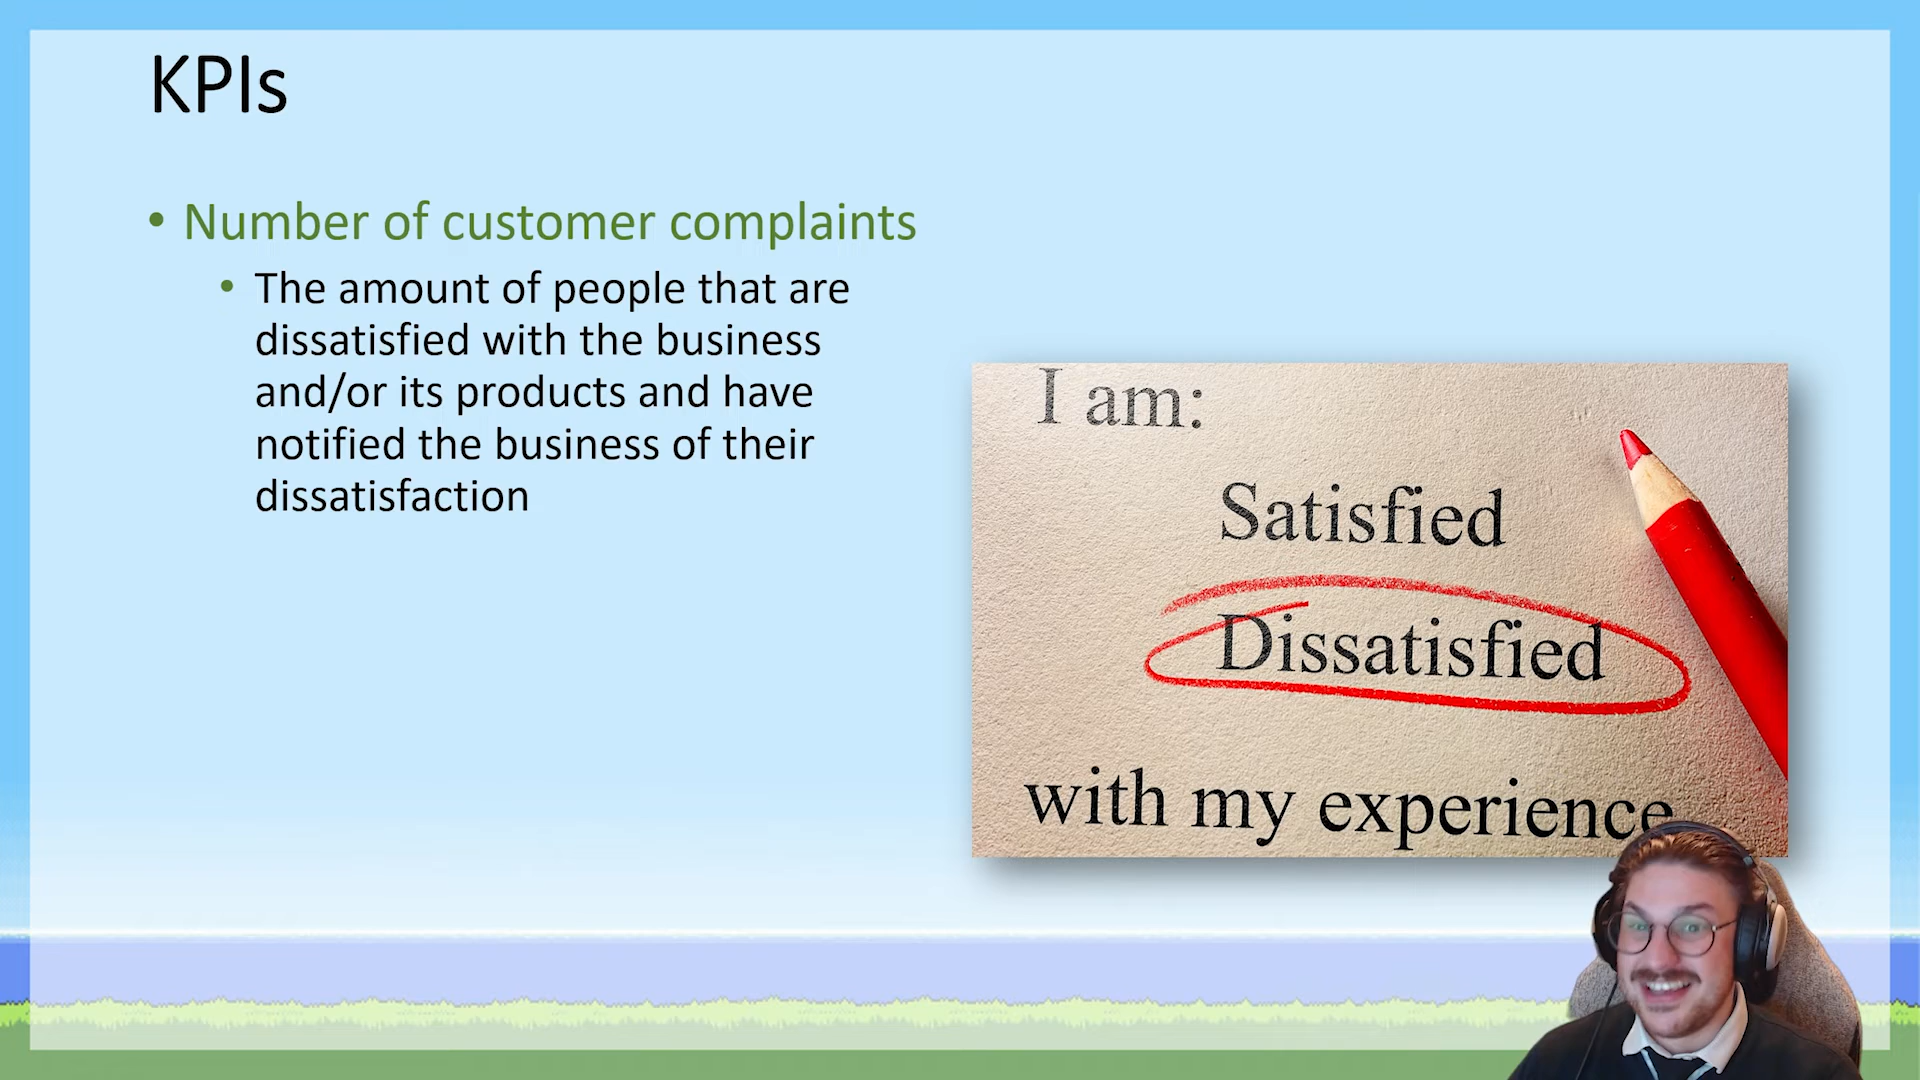 KPIs
• Number of customer complaints
• The amount of people that are
dissatisfied with the business
and/or its products and have
notified the business of their
dissatisfaction
I am:
Satisfied
Dissatisfied
with my experience